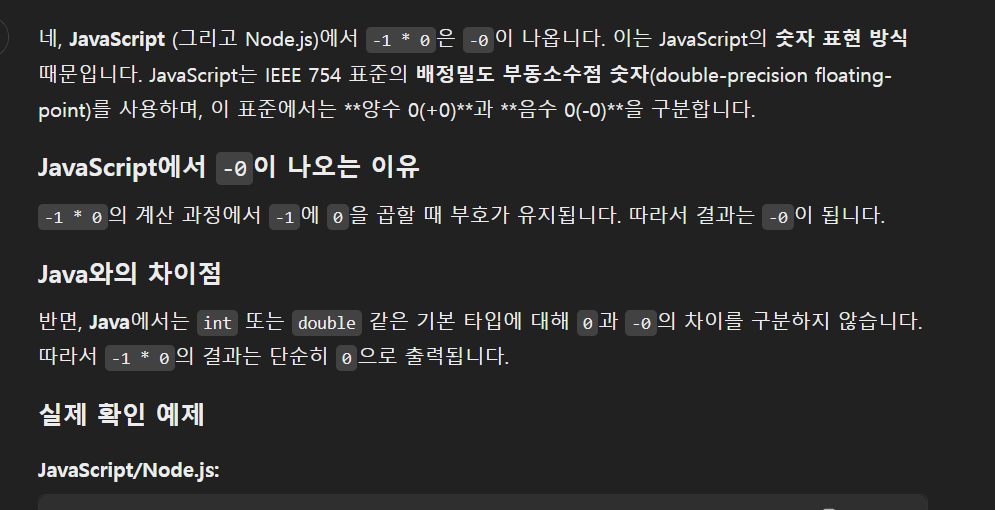 네, JavaScript (그리고 Node.js)에서 -1 * 0은 -0이 나옵니다. 이는 JavaScript의 숫자 표현 방식
때문입니다. JavaScript는 IEEE 754 표준의 배정밀도 부동소수점 숫자(double-precision floating-
point)를 사용하며, 이 표준에서는 **양수 0(+0)**과 **음수 0(-0)**을 구분합니다.
JavaScript에서 -0이 나오는 이유
-1 * 0의 계산 과정에서 -1에 0을 곱할 때 부호가 유지됩니다. 따라서 결과는 -0이 됩니다.
Java와의 차이점
반면, Java에서는 int 또는 double 같은 기본 타입에 대해 0과 -0의 차이를 구분하지 않습니다.
따라서 -1 * 0의 결과는 단순히 0으로 출력됩니다.
실제 확인 예제
JavaScript/Node.js: